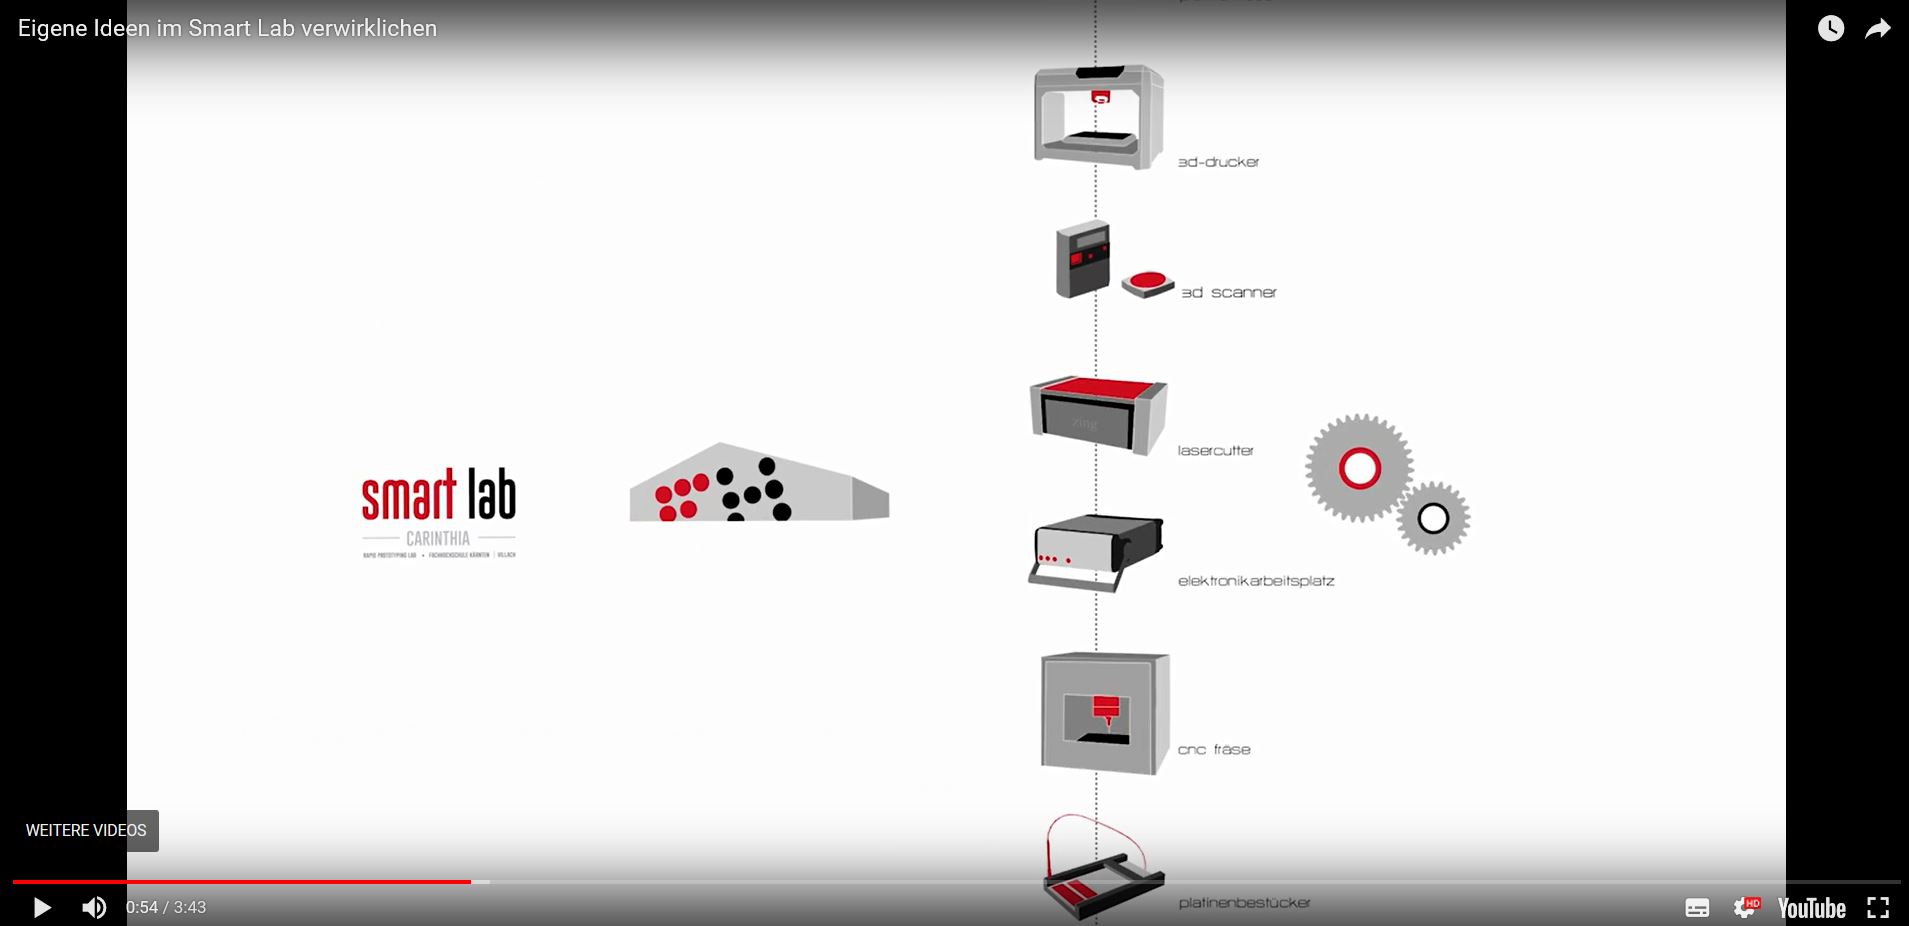 Eigene Ideen im Smart Lab verwirklichen
3d-drucker
3d scanner
zing
lasercutter
smart lab
CARINTHIA
RAPID PROTOTYPING LAB • FACHHOCHSCHULE KÄRNTEN | VILLACH
elektronikarbeitsplatz
cnc fräse
WEITERE VIDEOS
platinenbestücker
0:54 / 3:43
HD
YouTube